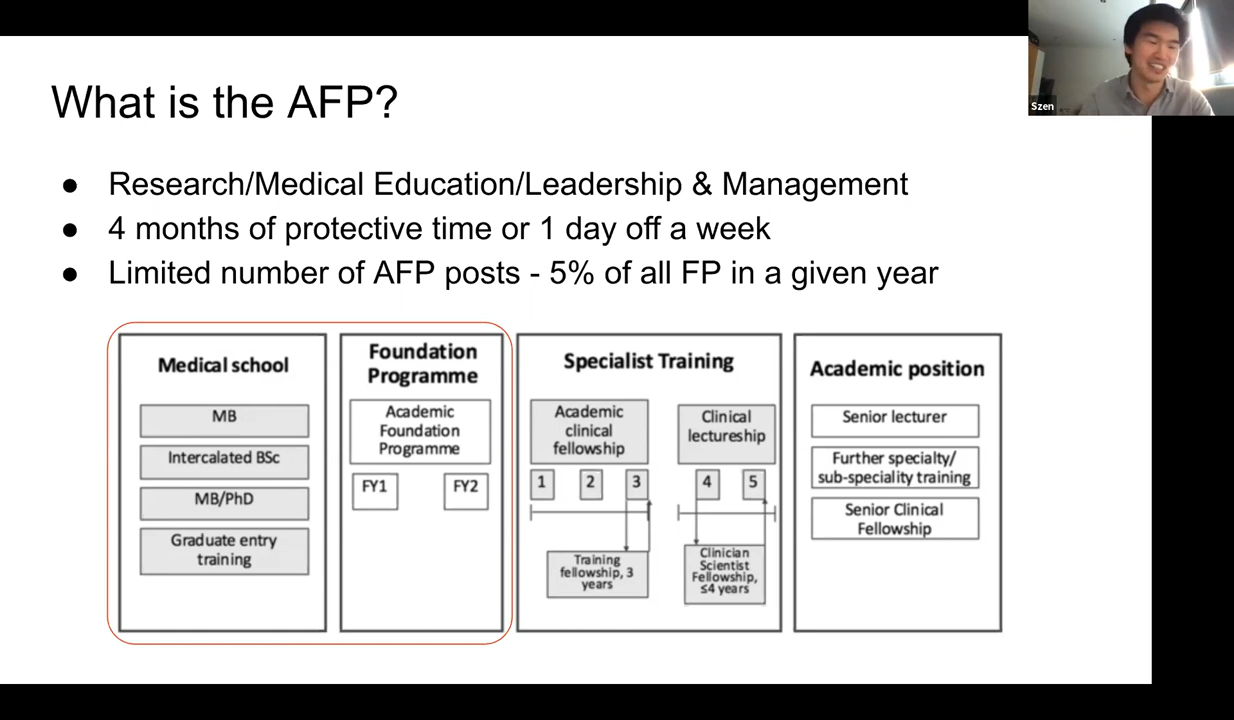 What is the AFP?
Szen
● Research/Medical Education/Leadership & Management
● 4 months of protective time or 1 day off a week
● Limited number of AFP posts - 5% of all FP in a given year
Medical school
MB
Intercalated BSc
MB/PhD
Graduate entry
training
Foundation
Programme
Academic
Foundation
Programme
FY1
FY2
Specialist Training
Academic
clinical
fellowship
1
2
3
Training
fellowship, 3
years
Clinical
lectureship
4
5
Clinician
Scientist
Fellowship,
≤4 years
Academic position
Senior lecturer
Further specialty/
sub-speciality training
Senior Clinical
Fellowship